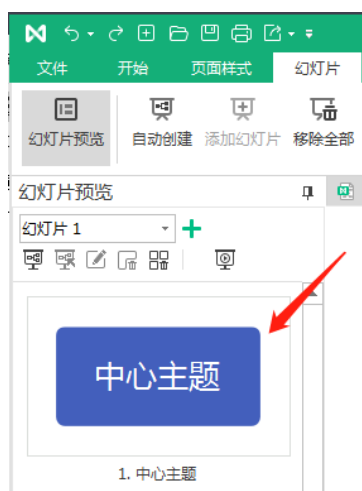 文件 开始 页面样式 幻灯片
幻灯片预览 自动创建 添加幻灯片 移除全部
幻灯片预览
幻灯片 1
中心主题
1. 中心主题